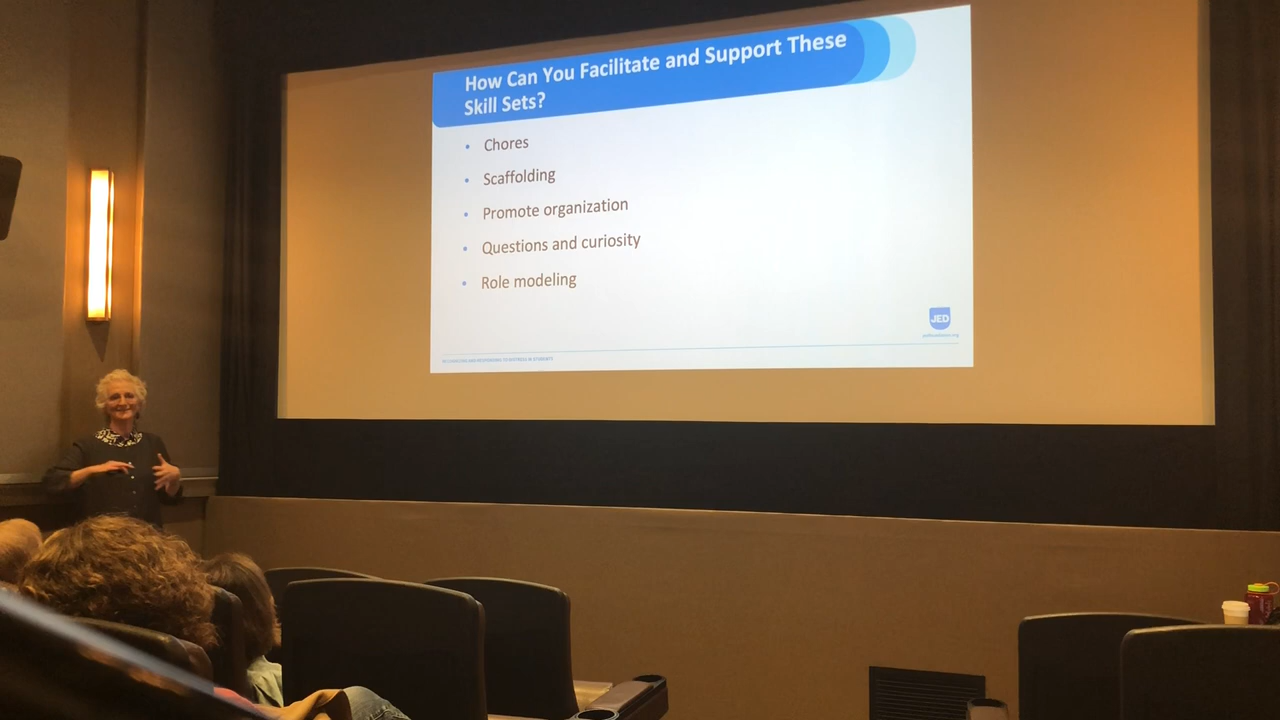 How Can You Facilitate and Support These
Skill Sets?
• Chores
• Scaffolding
• Promote organization
• Questions and curiosity
• Role modeling
JED